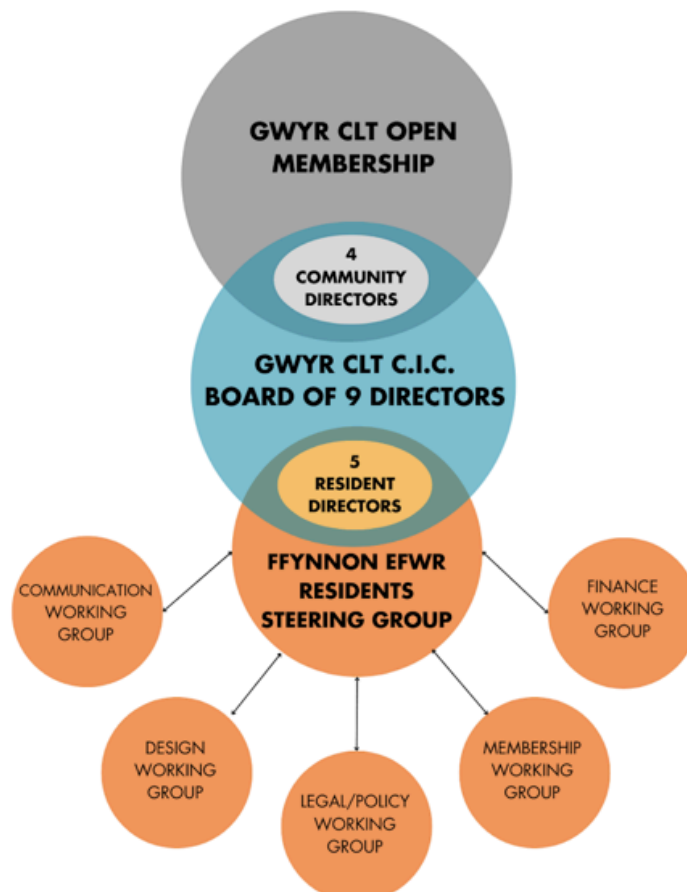 GWYR CLT OPEN
MEMBERSHIP
4
COMMUNITY
DIRECTORS
GWYR CLT C.I.C.
BOARD OF 9 DIRECTORS
5
RESIDENT
DIRECTORS
FFYNNON EFWR
RESIDENTS
STEERING GROUP
COMMUNICATION
WORKING
GROUP
FINANCE
WORKING
GROUP
DESIGN
WORKING
GROUP
LEGAL/POLICY
WORKING
GROUP
MEMBERSHIP
WORKING
GROUP